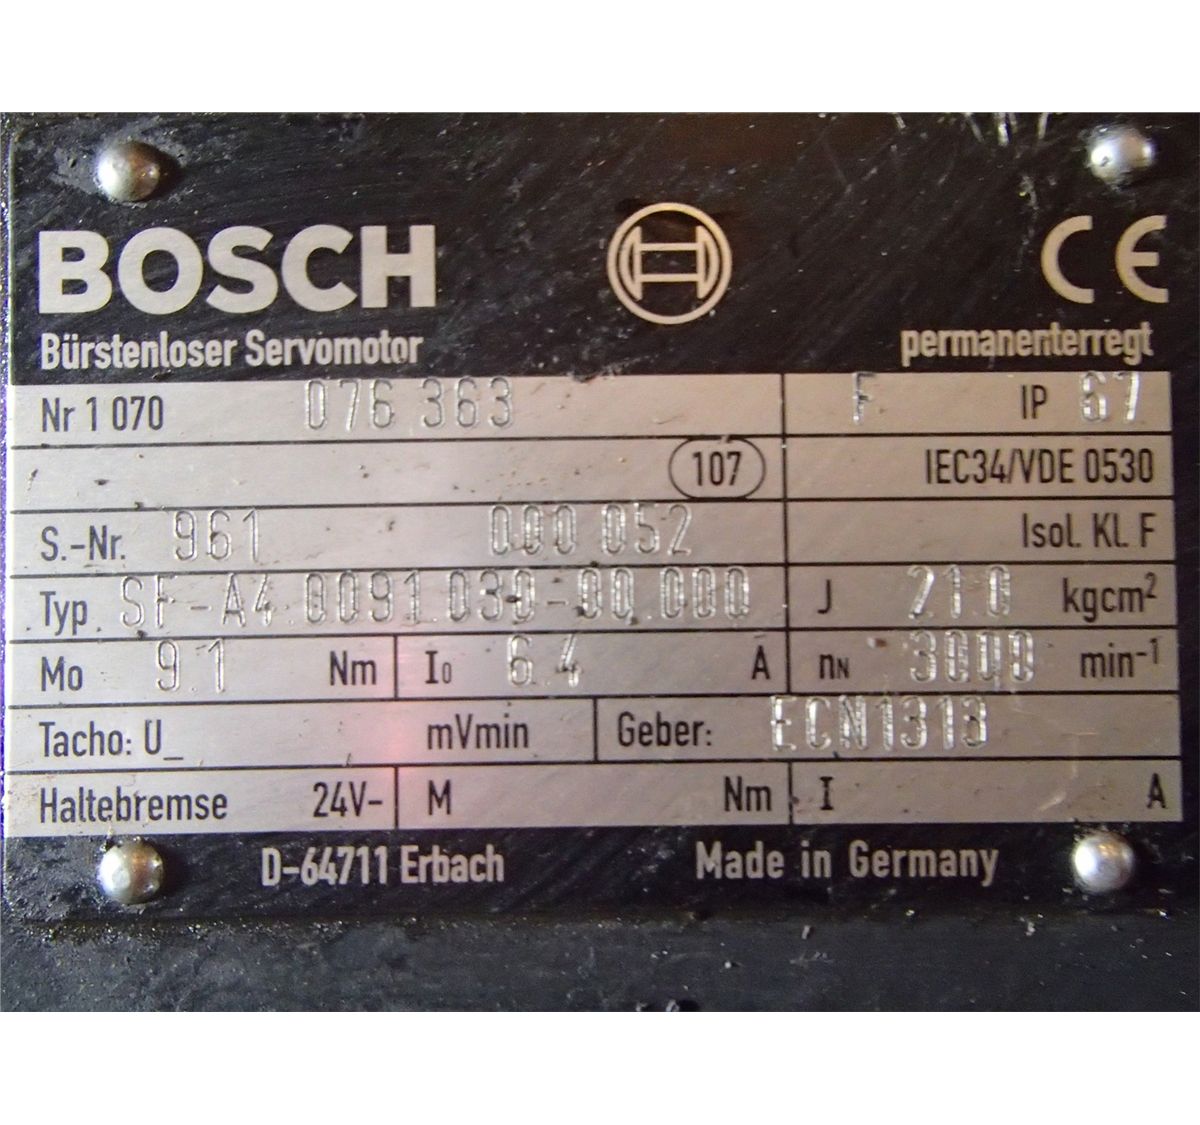 BOSCH CE
Bürstenloser Servomotor permanenterregt
Nr 1 070 076 363 F IP 67
107 IEC34/VDE 0530
S.-Nr. 961 000 052 Isol. Kl. F
Typ SF-A4.0091.030-00.000 J 21.0 kgcm²
Mo 9.1 Nm I₀ 6.4 A nN 3000 min⁻¹
Tacho: U_ mVmin Geber: ECN1313
Haltebremse 24V- M Nm I A
D-64711 Erbach Made in Germany